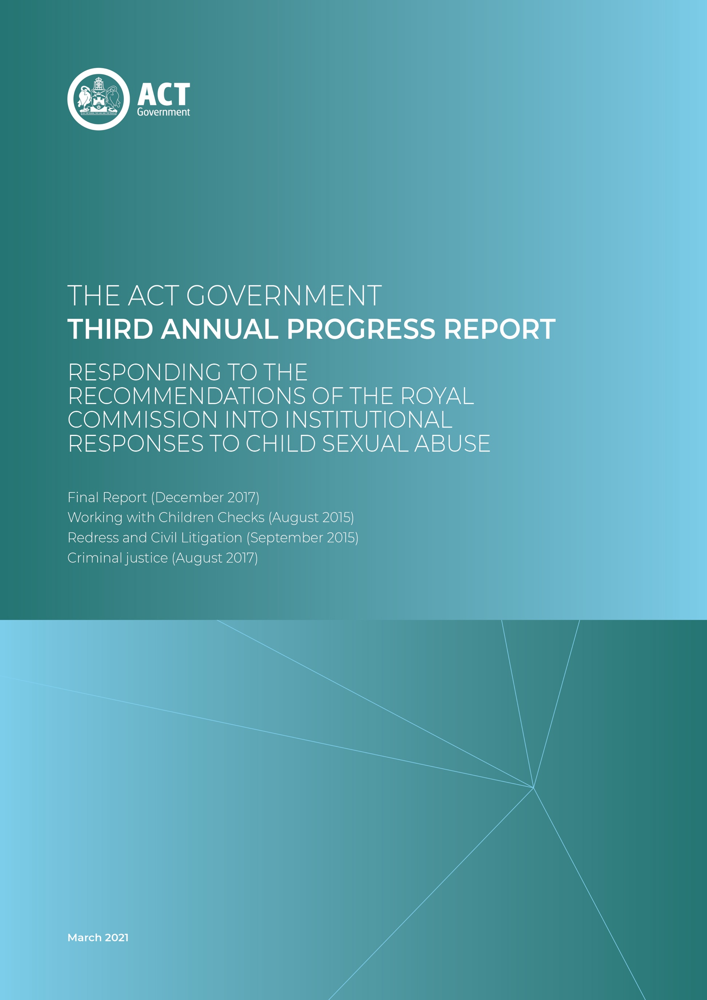 ACT
Government
FOR THE QUEEN, THE LAW AND THE PEOPLE
THE ACT GOVERNMENT
THIRD ANNUAL PROGRESS REPORT
RESPONDING TO THE
RECOMMENDATIONS OF THE ROYAL
COMMISSION INTO INSTITUTIONAL
RESPONSES TO CHILD SEXUAL ABUSE
Final Report (December 2017)
Working with Children Checks (August 2015)
Redress and Civil Litigation (September 2015)
Criminal justice (August 2017)
March 2021